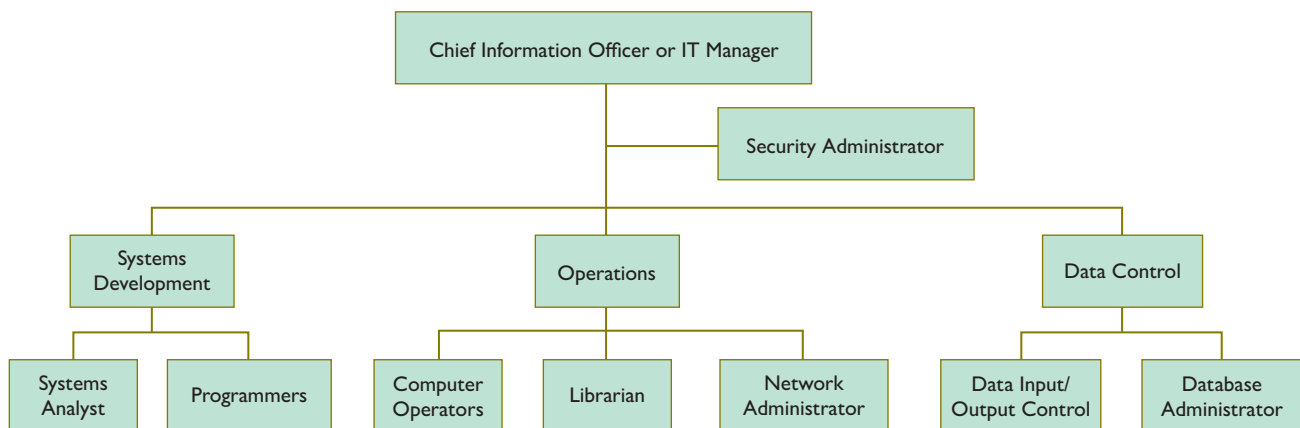 Chief Information Officer or IT Manager
Security Administrator
Systems
Development
Operations
Data Control
Systems
Analyst
Programmers
Computer
Operators
Librarian
Network
Administrator
Data Input/
Output Control
Database
Administrator